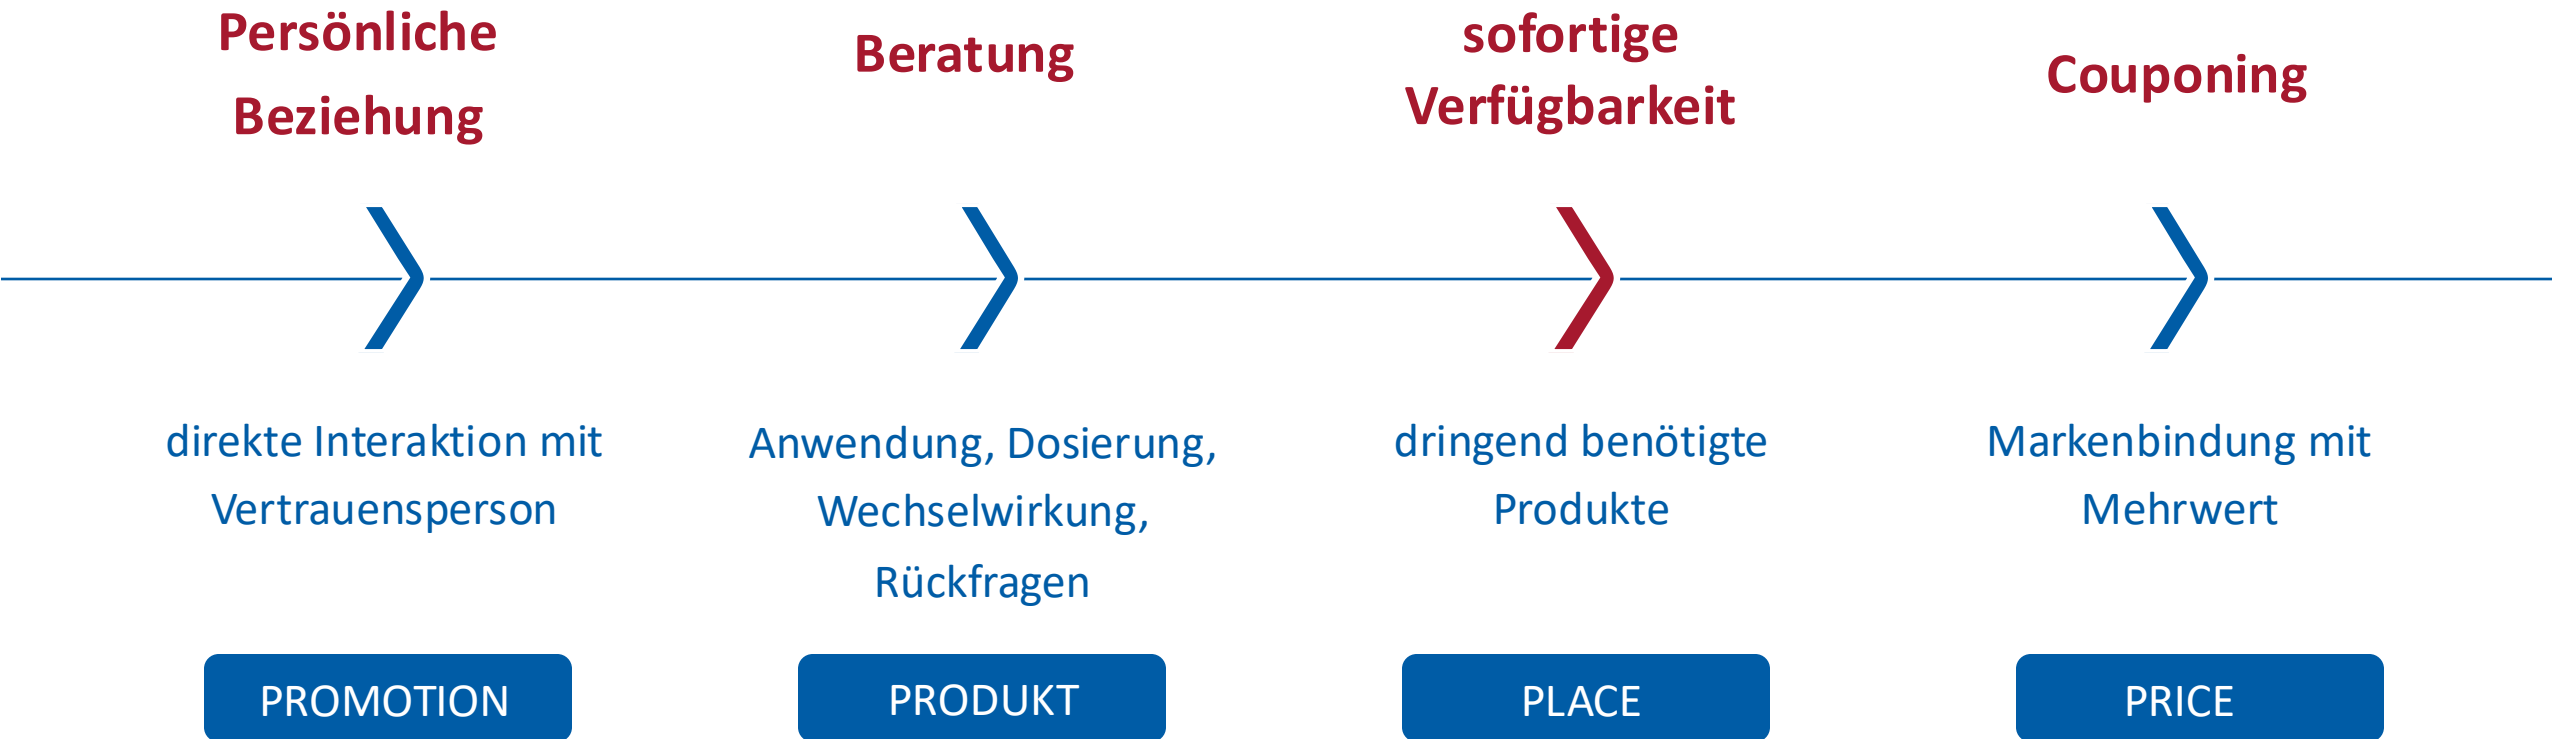 Persönliche
Beziehung
Beratung
sofortige
Verfügbarkeit
Couponing
direkte Interaktion mit
Vertrauensperson
Anwendung, Dosierung,
Wechselwirkung,
Rückfragen
dringend benötigte
Produkte
Markenbindung mit
Mehrwert
PROMOTION
PRODUKT
PLACE
PRICE